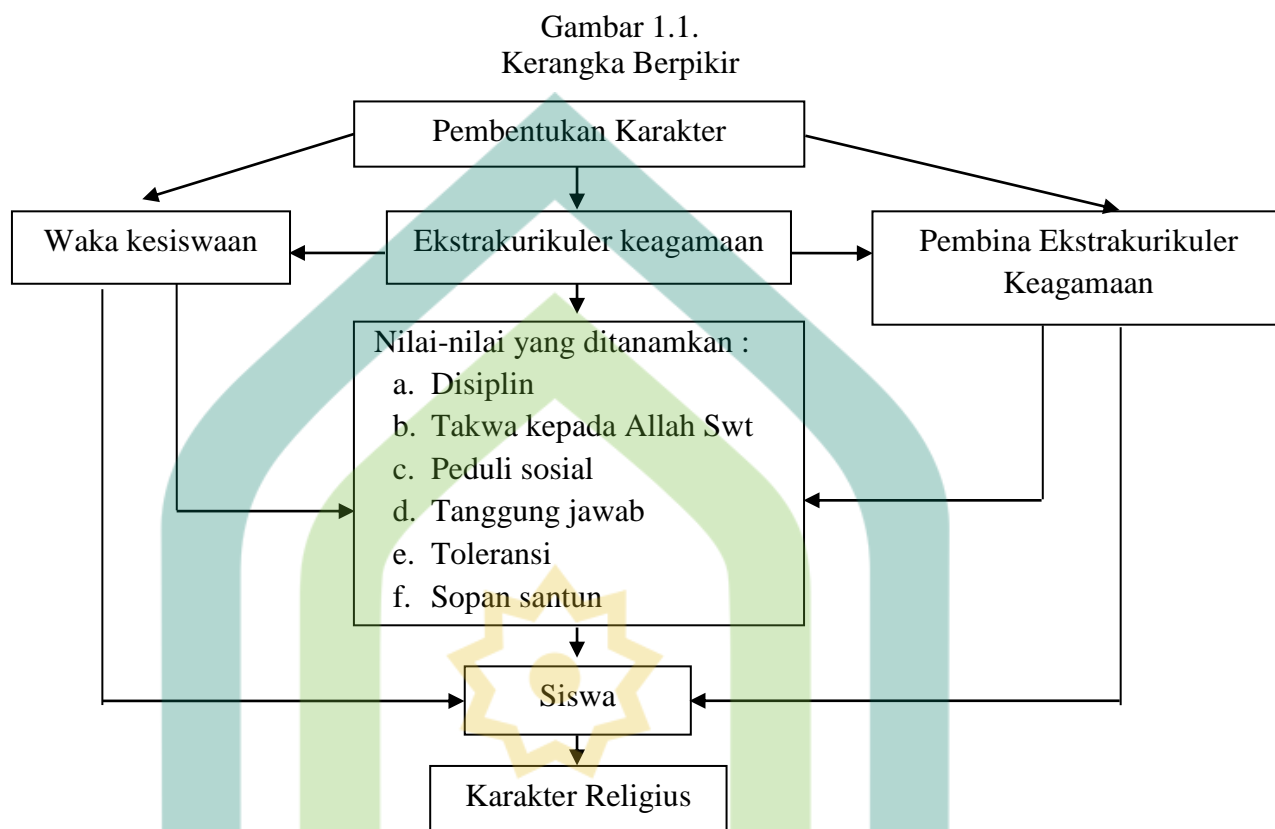 Gambar 1.1.
Kerangka Berpikir
Pembentukan Karakter
Waka kesiswaan
Ekstrakurikuler keagamaan
Pembina Ekstrakurikuler
Keagamaan
Nilai-nilai yang ditanamkan :
a. Disiplin
b. Takwa kepada Allah Swt
c. Peduli sosial
d. Tanggung jawab
e. Toleransi
f. Sopan santun
Siswa
Karakter Religius